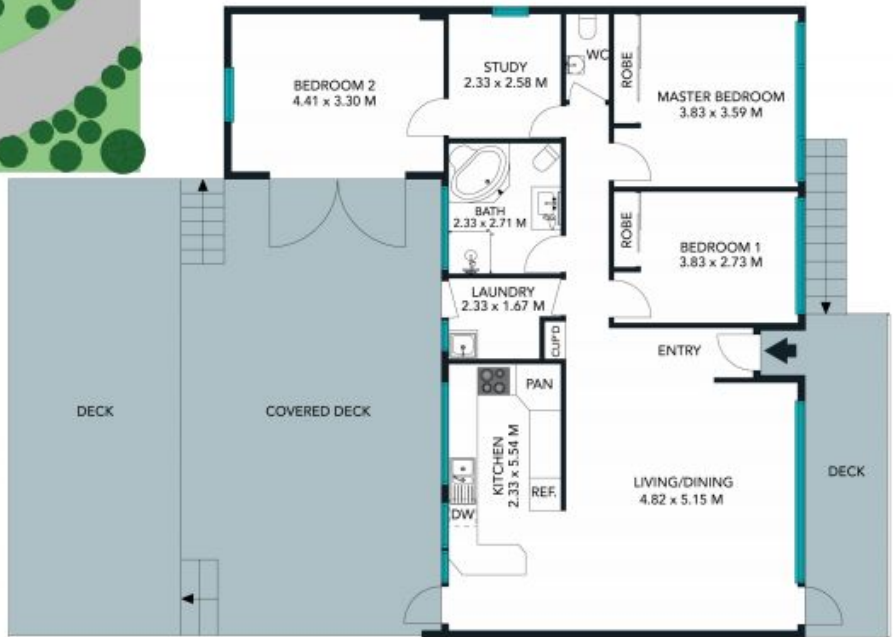 BEDROOM 2
4.41 x 3.30 M
STUDY
2.33 x 2.58 M
WC
ROBE
MASTER BEDROOM
3.83 x 3.59 M
BATH
2.33 x 2.71 M
ROBE
BEDROOM 1
3.83 x 2.73 M
LAUNDRY
2.33 x 1.67 M
CUP'D
ENTRY
DECK
COVERED DECK
PAN
KITCHEN
2.33 x 5.54 M
REF.
DW
LIVING/DINING
4.82 x 5.15 M
DECK